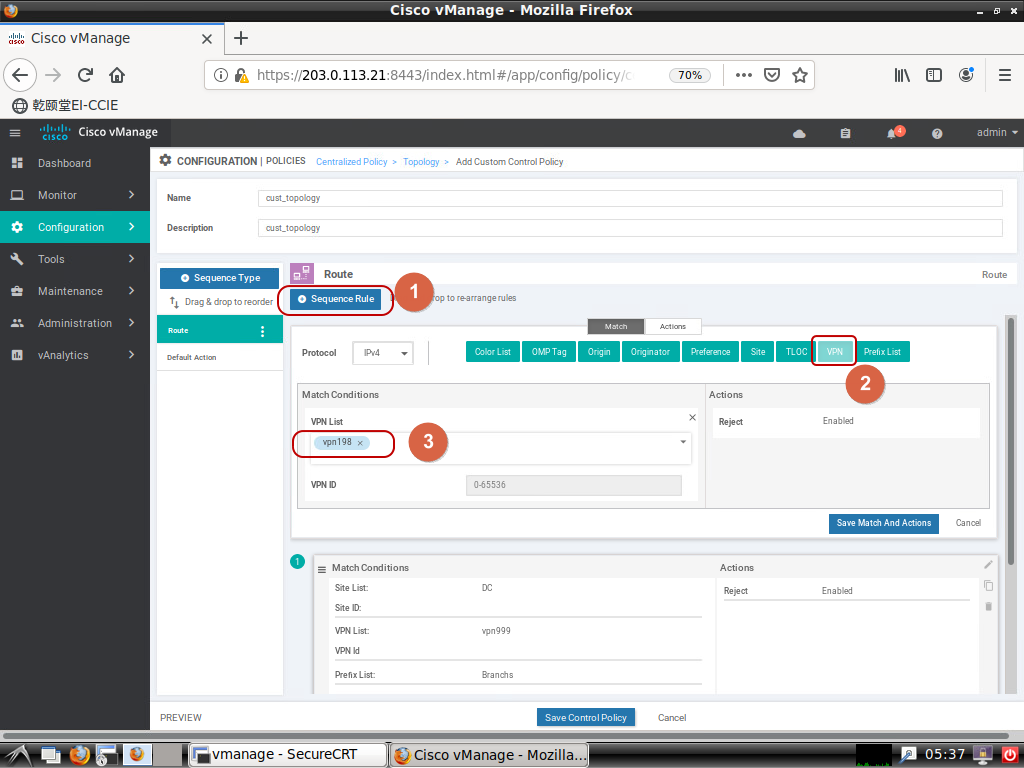 Cisco vManage - Mozilla Firefox
Cisco vManage
https://203.0.113.21:8443/index.html#/app/config/policy/c
70%
乾颐堂EI-CCIE
cisco
Cisco vManage
4
admin
Dashboard
Monitor
Configuration
Tools
Maintenance
Administration
vAnalytics
CONFIGURATION | POLICIES Centralized Policy > Topology > Add Custom Control Policy
Name cust_topology
Description cust_topology
Sequence Type
Drag & drop to reorder
Route
Default Action
Route
Route
Sequence Rule
rop to re-arrange rules
1
Match Actions
Protocol IPv4
Color List OMP Tag Origin Originator Preference Site TLOC VPN Prefix List
2
Match Conditions
VPN List
vpn198 ×
3
VPN ID 0-65536
Actions
Reject Enabled
Save Match And Actions Cancel
1
Match Conditions
Site List: DC
Site ID:
VPN List: vpn999
VPN Id
Prefix List: Branchs
Actions
Reject Enabled
PREVIEW Save Control Policy Cancel
vmanage - SecureCRT
Cisco vManage - Mozilla...
05:37